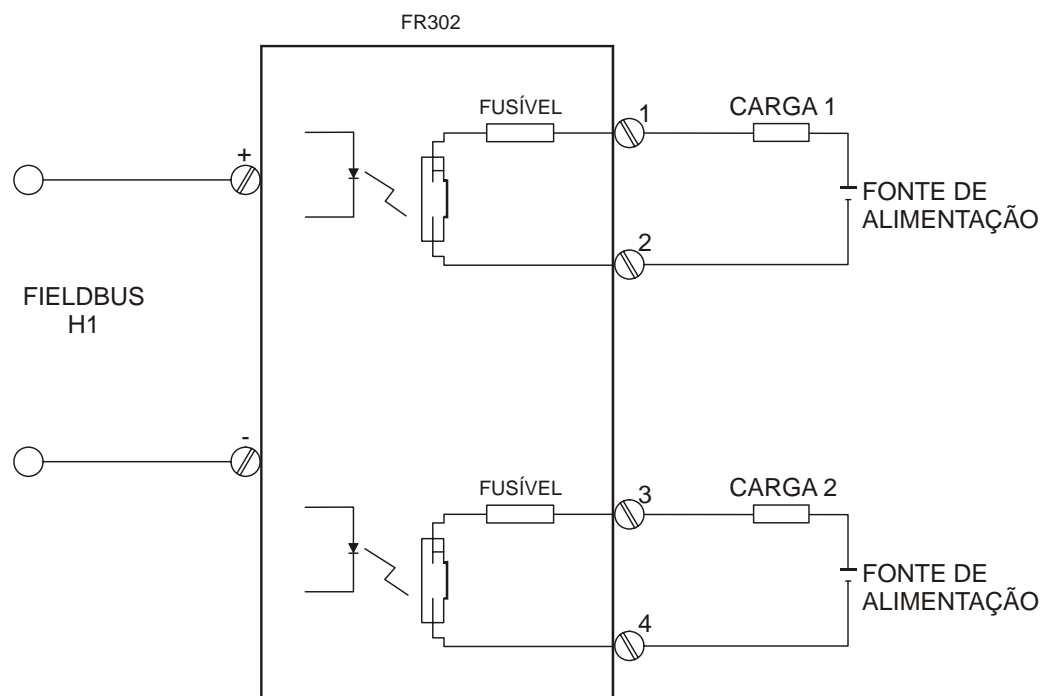 FR302
FUSÍVEL
1
CARGA 1
+
2
FONTE DE
ALIMENTAÇÃO
FIELDBUS
H1
-
FUSÍVEL
3
CARGA 2
4
FONTE DE
ALIMENTAÇÃO